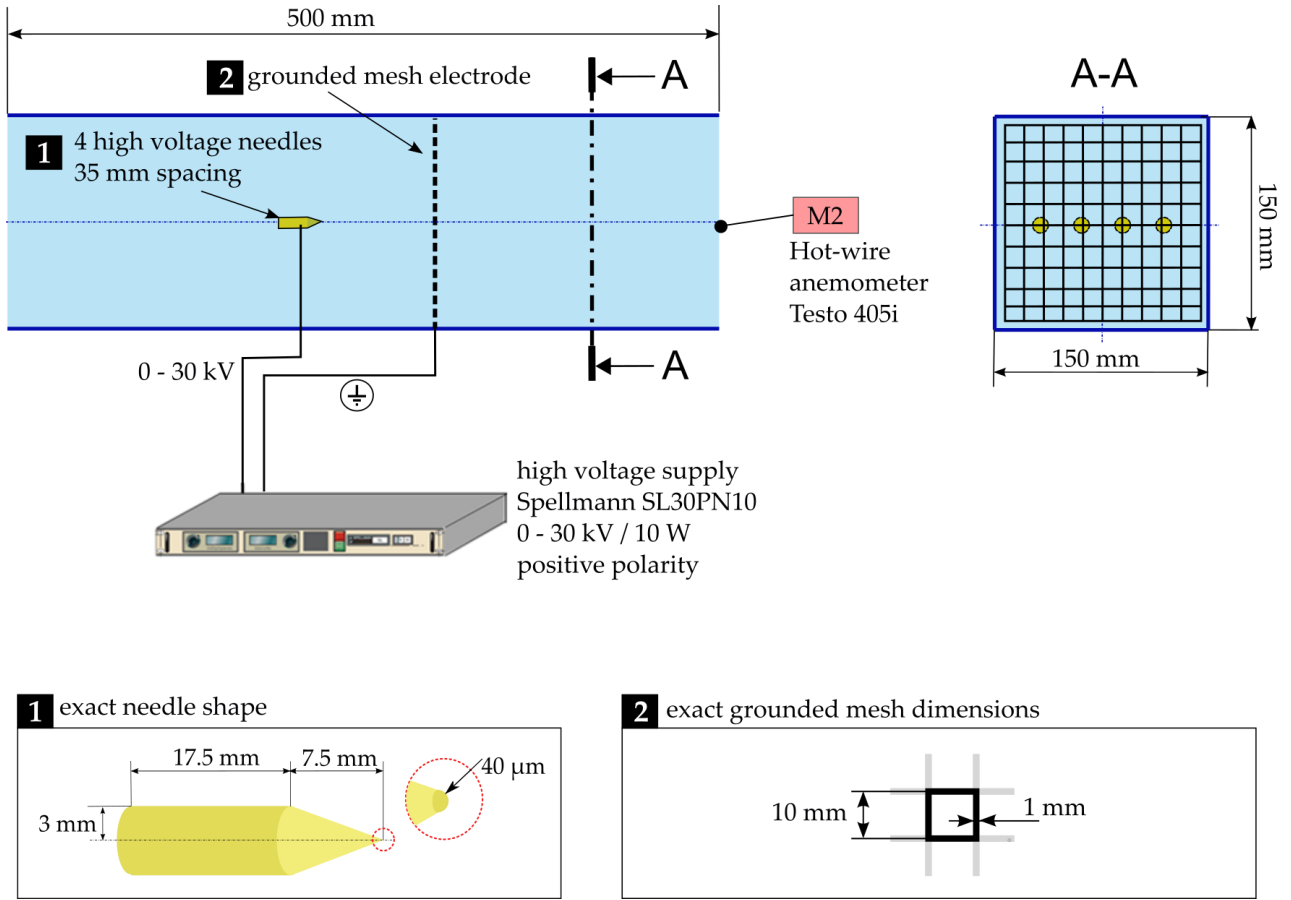 500 mm
2 grounded mesh electrode
A
A-A
1 4 high voltage needles
35 mm spacing
M2
Hot-wire
anemometer
Testo 405i
150 mm
150 mm
0 - 30 kV
A
high voltage supply
Spellmann SL30PN10
0 - 30 kV / 10 W
positive polarity
1 exact needle shape
17.5 mm
7.5 mm
40 μm
3 mm
2 exact grounded mesh dimensions
10 mm
1 mm